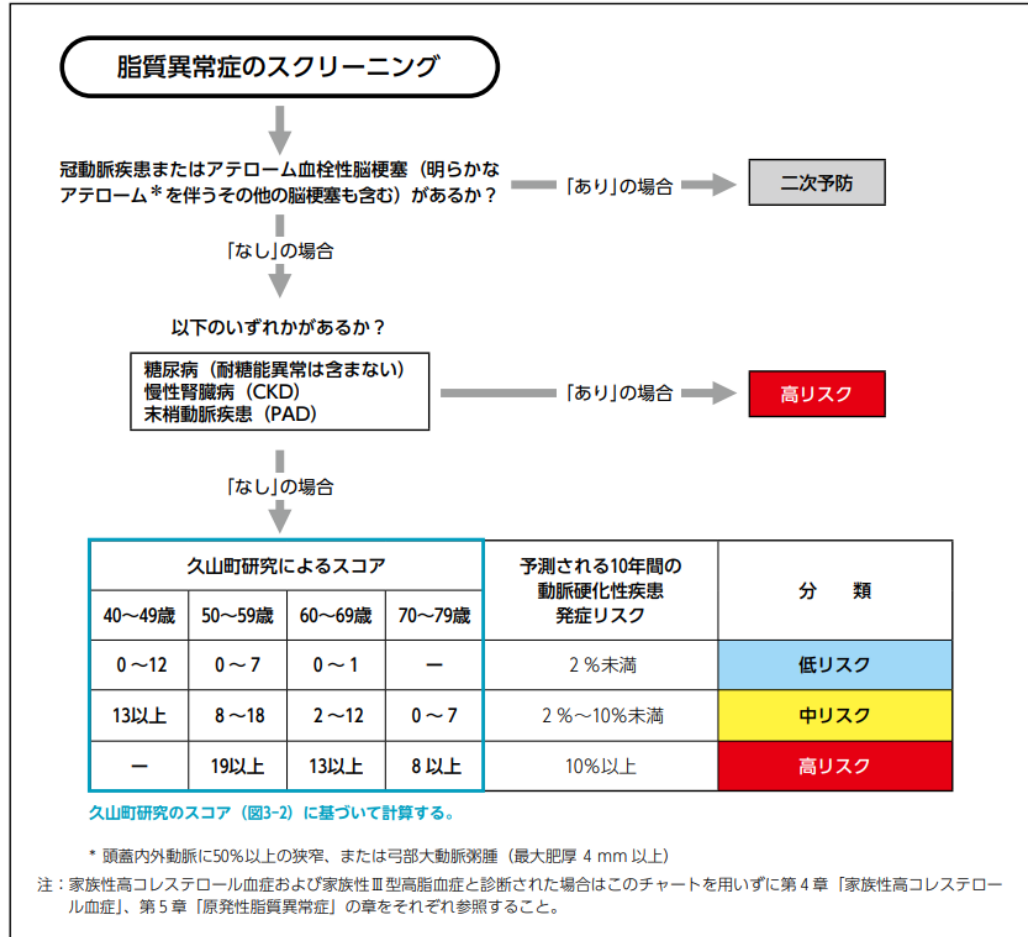 脂質異常症のスクリーニング
冠動脈疾患またはアテローム血栓性脳梗塞（明らかな
アテローム＊を伴うその他の脳梗塞も含む）があるか？
「あり」の場合
二次予防
「なし」の場合
以下のいずれかがあるか？
糖尿病（耐糖能異常は含まない）
慢性腎臓病（CKD）
末梢動脈疾患（PAD）
「あり」の場合
高リスク
「なし」の場合
久山町研究によるスコア
予測される10年間の
動脈硬化性疾患
発症リスク
分　類
40～49歳 50～59歳 60～69歳 70～79歳
0～12 0～7 0～1 － 2％未満 低リスク
13以上 8～18 2～12 0～7 2％～10％未満 中リスク
－ 19以上 13以上 8以上 10％以上 高リスク
久山町研究のスコア（図3-2）に基づいて計算する。
* 頭蓋内外動脈に50％以上の狭窄、または弓部大動脈粥腫（最大肥厚 4 mm 以上）
注：家族性高コレステロール血症および家族性Ⅲ型高脂血症と診断された場合はこのチャートを用いずに第4章「家族性高コレステロー
ル血症」、第5章「原発性脂質異常症」の章をそれぞれ参照すること。